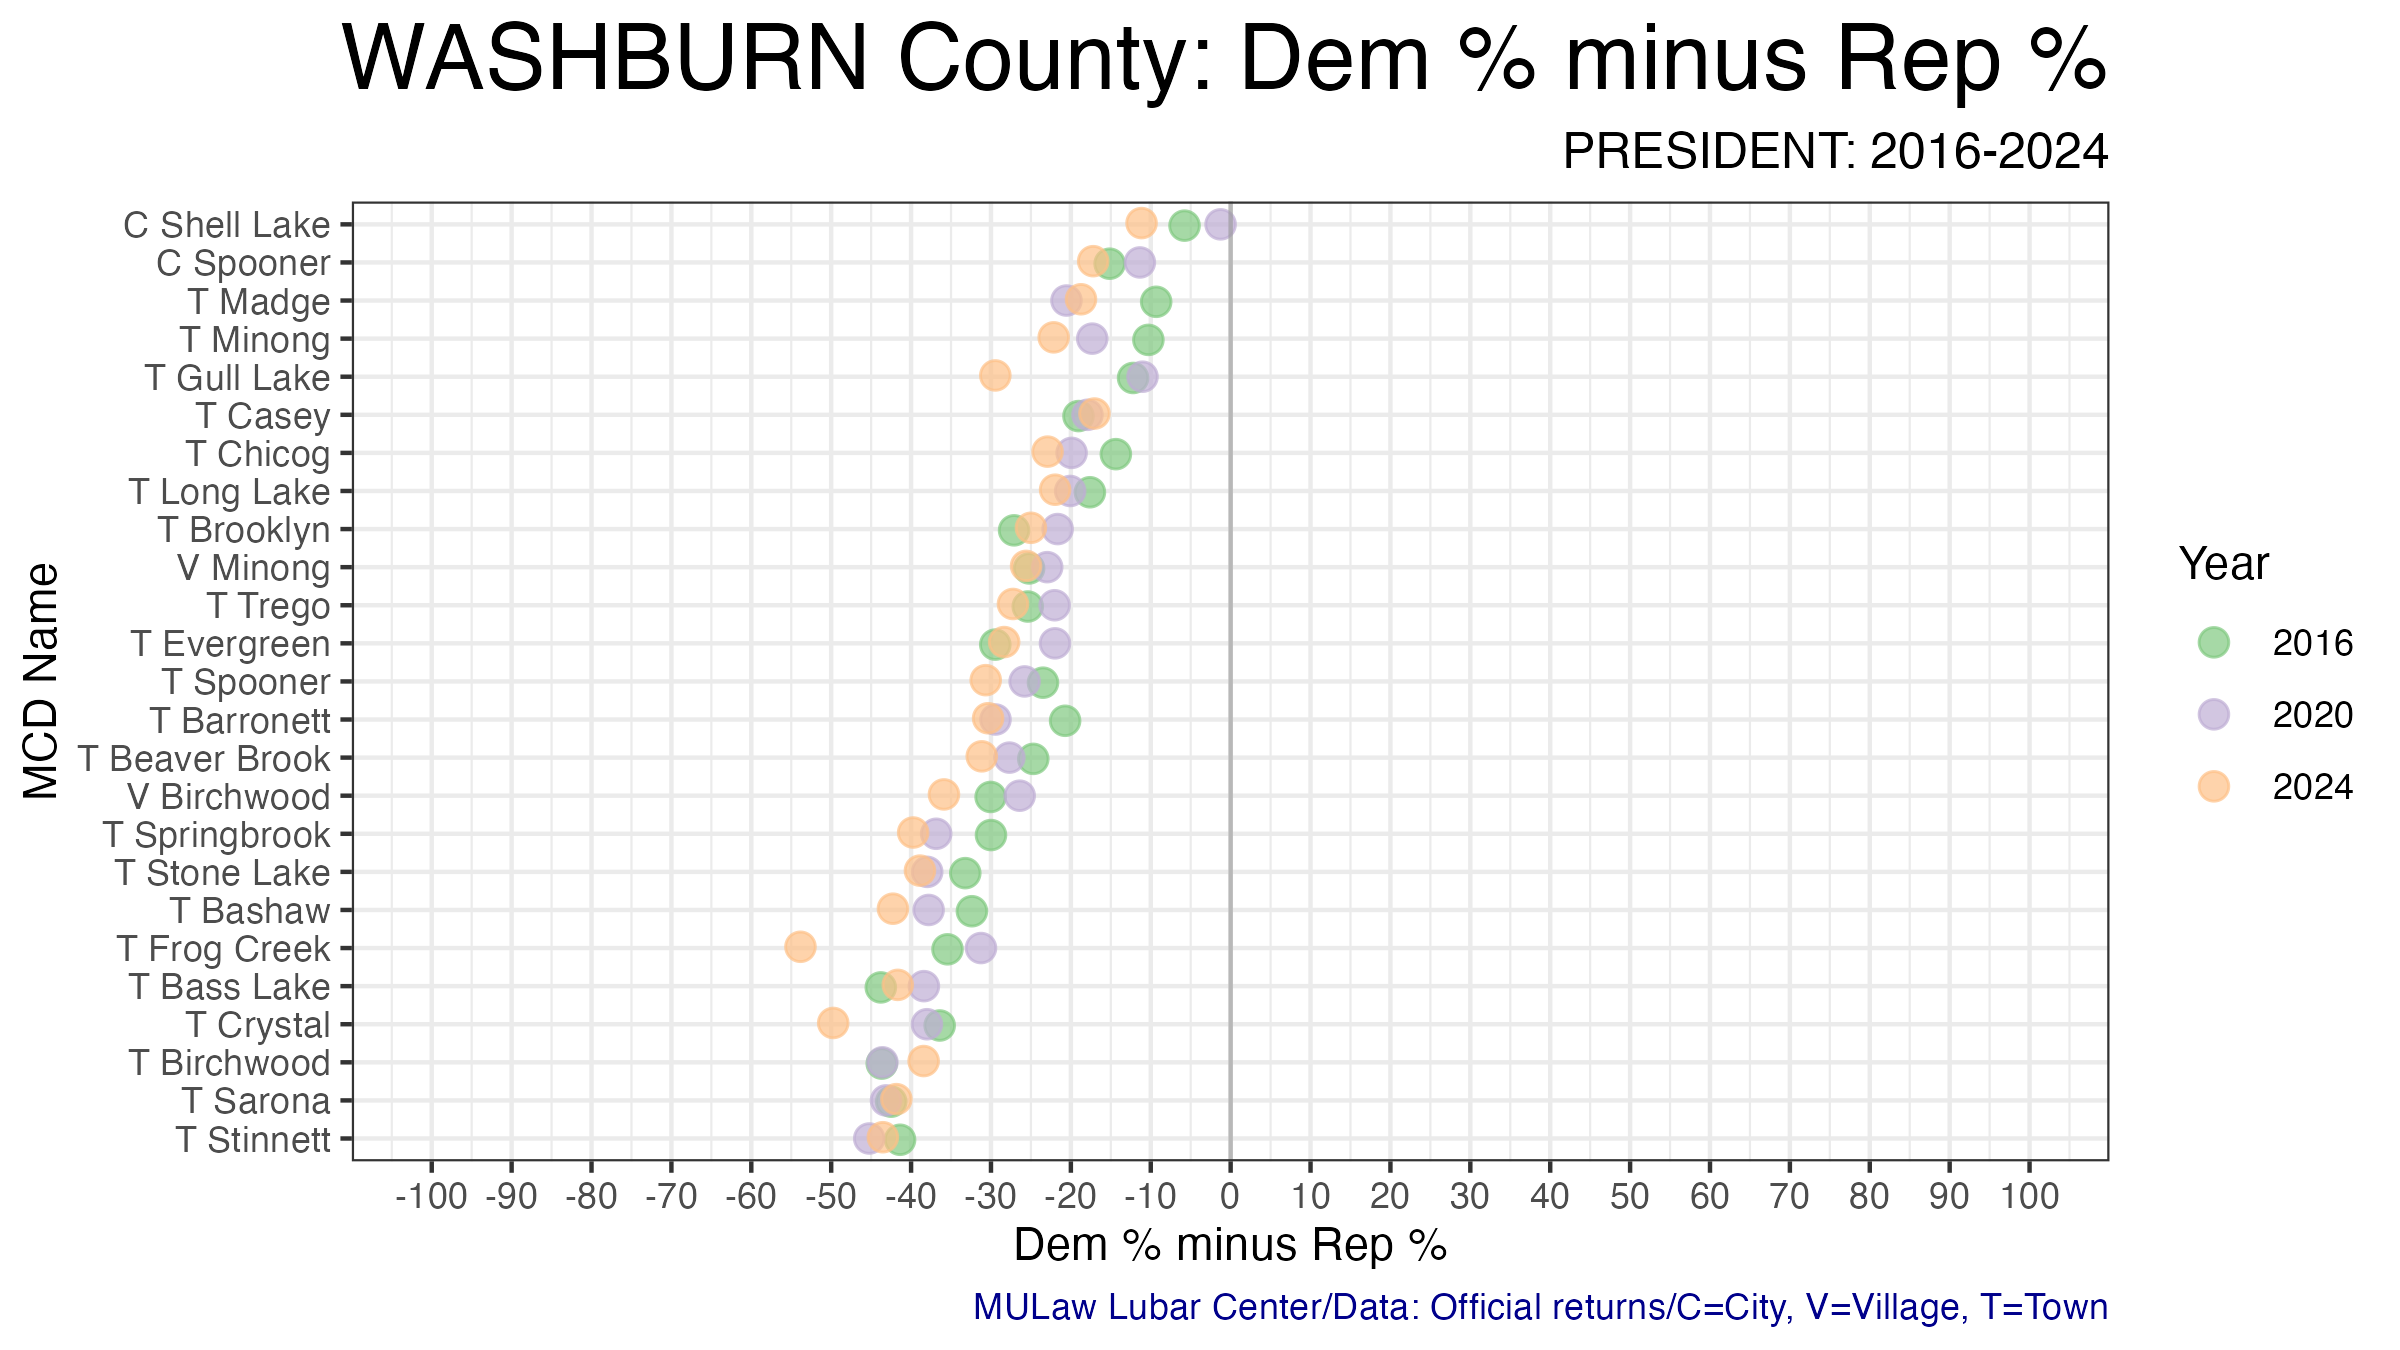 WASHBURN County: Dem % minus Rep %
PRESIDENT: 2016-2024
MCD Name
C Shell Lake
C Spooner
T Madge
T Minong
T Gull Lake
T Casey
T Chicog
T Long Lake
T Brooklyn
V Minong
T Trego
T Evergreen
T Spooner
T Barronett
T Beaver Brook
V Birchwood
T Springbrook
T Stone Lake
T Bashaw
T Frog Creek
T Bass Lake
T Crystal
T Birchwood
T Sarona
T Stinnett
-100 -90 -80 -70 -60 -50 -40 -30 -20 -10 0 10 20 30 40 50 60 70 80 90 100
Dem % minus Rep %
Year
2016
2020
2024
MULaw Lubar Center/Data: Official returns/C=City, V=Village, T=Town